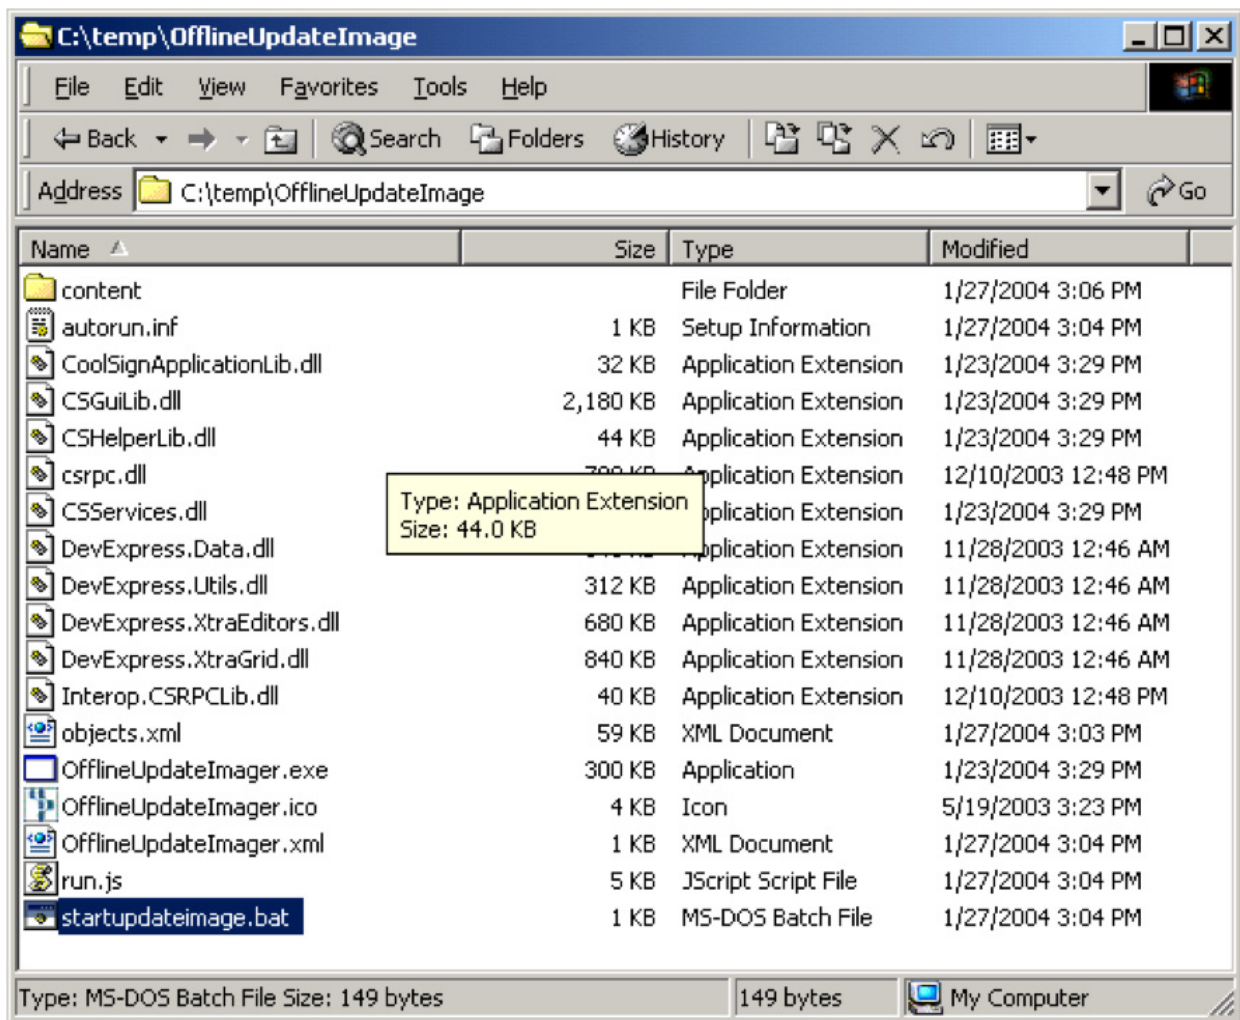 C:\temp\OfflineUpdateImage
File Edit View Favorites Tools Help
Back Search Folders History
Address C:\temp\OfflineUpdateImage Go
Name Size Type Modified
content File Folder 1/27/2004 3:06 PM
autorun.inf 1 KB Setup Information 1/27/2004 3:04 PM
CoolSignApplicationLib.dll 32 KB Application Extension 1/23/2004 3:29 PM
CSGuiLib.dll 2,180 KB Application Extension 1/23/2004 3:29 PM
CSHelperLib.dll 44 KB Application Extension 1/23/2004 3:29 PM
csrpc.dll Application Extension 12/10/2003 12:48 PM
Type: Application Extension
Size: 44.0 KB
CSServices.dll pplication Extension 1/23/2004 3:29 PM
DevExpress.Data.dll pplication Extension 11/28/2003 12:46 AM
DevExpress.Utils.dll 312 KB Application Extension 11/28/2003 12:46 AM
DevExpress.XtraEditors.dll 680 KB Application Extension 11/28/2003 12:46 AM
DevExpress.XtraGrid.dll 840 KB Application Extension 11/28/2003 12:46 AM
Interop.CSRPCLib.dll 40 KB Application Extension 12/10/2003 12:48 PM
objects.xml 59 KB XML Document 1/27/2004 3:03 PM
OfflineUpdateImager.exe 300 KB Application 1/23/2004 3:29 PM
OfflineUpdateImager.ico 4 KB Icon 5/19/2003 3:23 PM
OfflineUpdateImager.xml 1 KB XML Document 1/27/2004 3:04 PM
run.js 5 KB JScript Script File 1/27/2004 3:04 PM
startupdateimage.bat 1 KB MS-DOS Batch File 1/27/2004 3:04 PM
Type: MS-DOS Batch File Size: 149 bytes 149 bytes My Computer